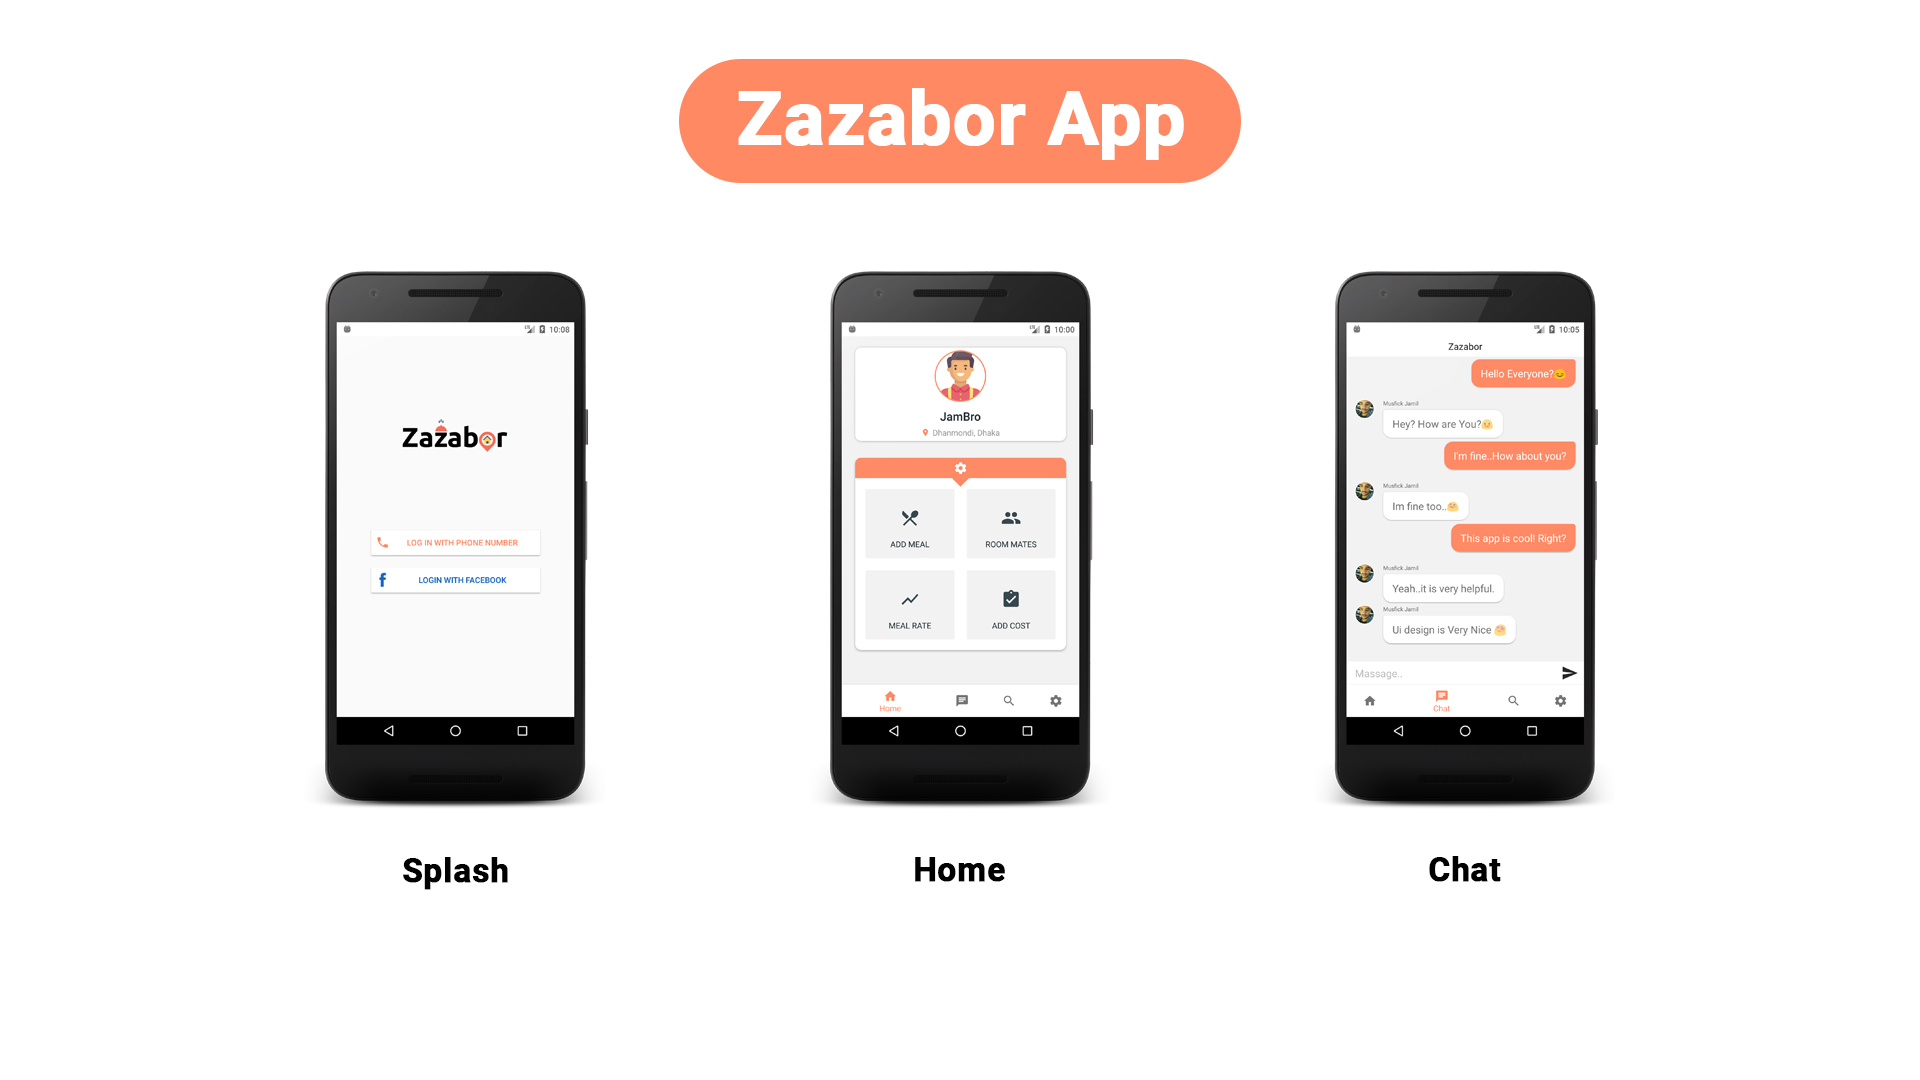 Zazabor App
10:08
Zazabor
LOG IN WITH PHONE NUMBER
LOGIN WITH FACEBOOK
Splash
10:00
JamBro
Dhanmondi, Dhaka
ADD MEAL
ROOM MATES
MEAL RATE
ADD COST
Home
Home
10:05
Zazabor
Hello Everyone?😊
Musfick Jamil
Hey? How are You?
I'm fine..How about you?
Musfick Jamil
Im fine too..
This app is cool! Right?
Musfick Jamil
Yeah..it is very helpful.
Musfick Jamil
Ui design is Very Nice
Massage..
Chat
Chat